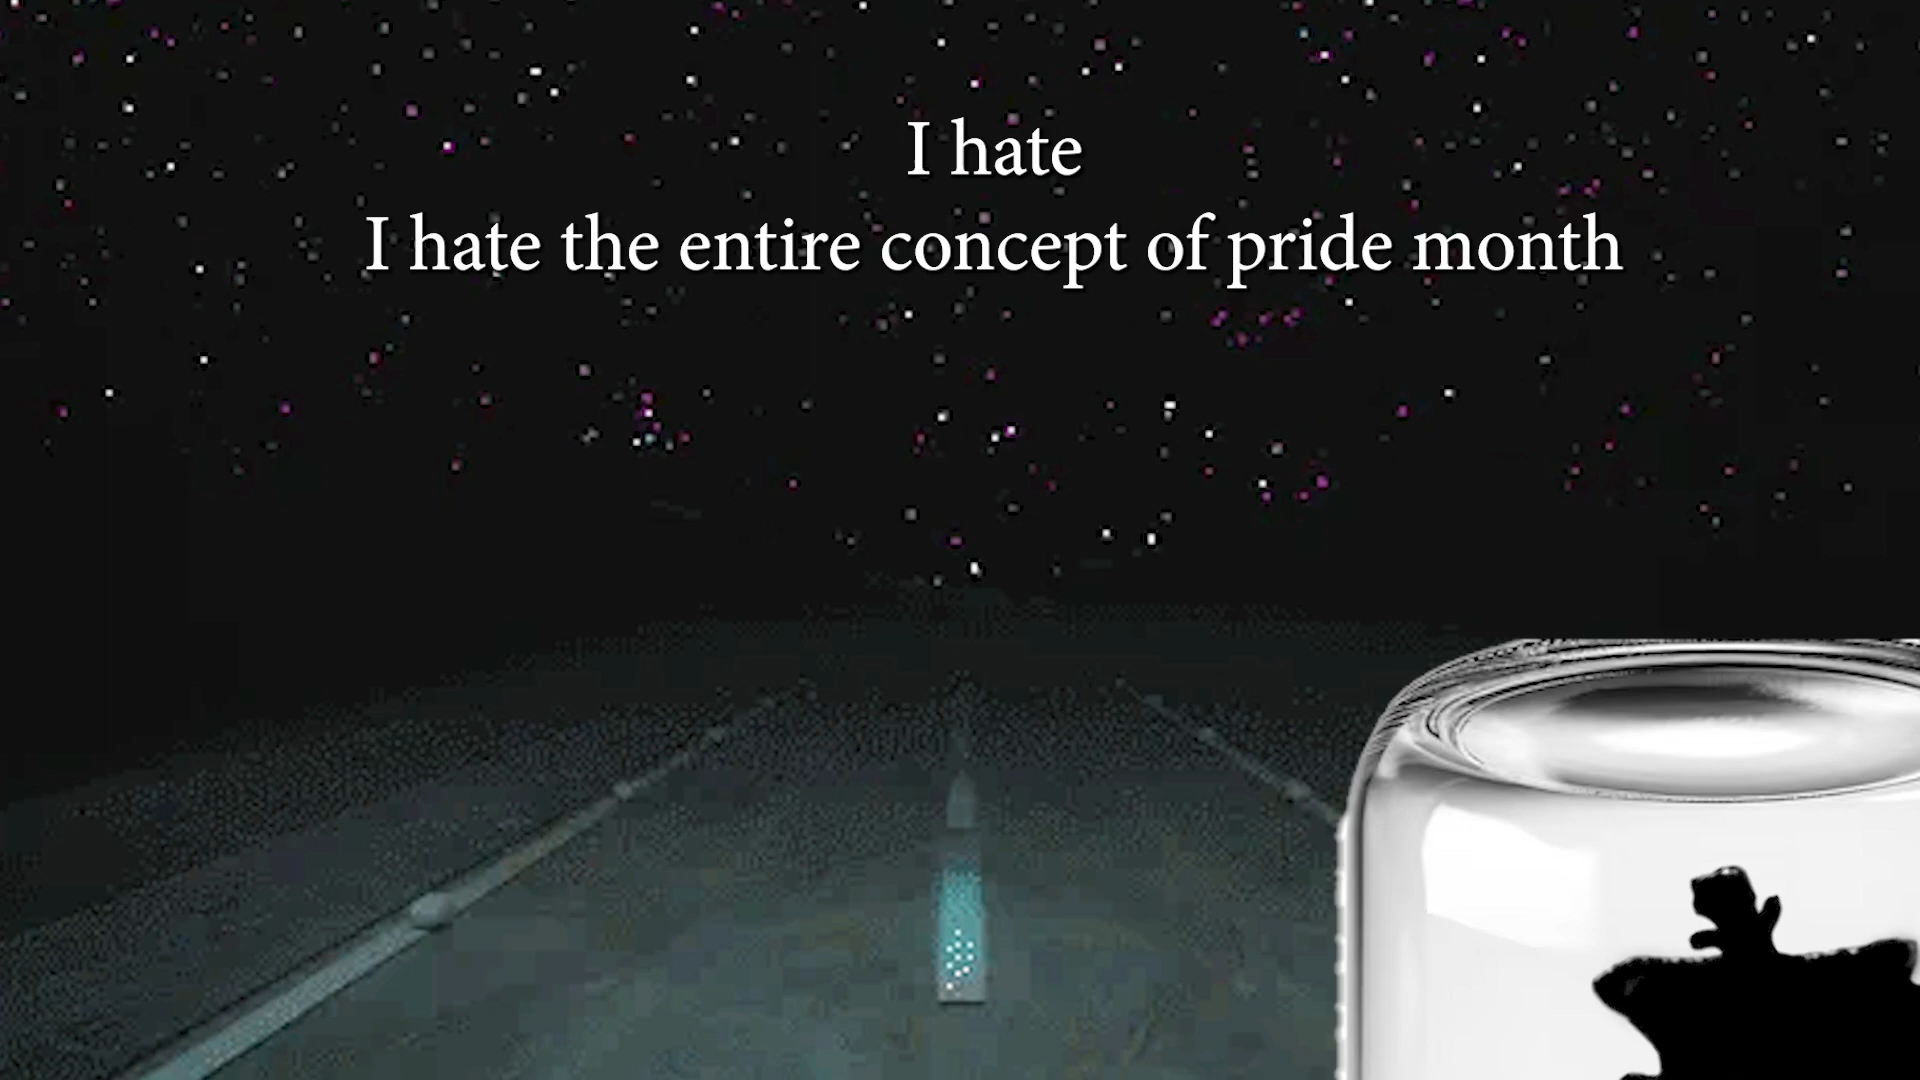 I hate
I hate the entire concept of pride month